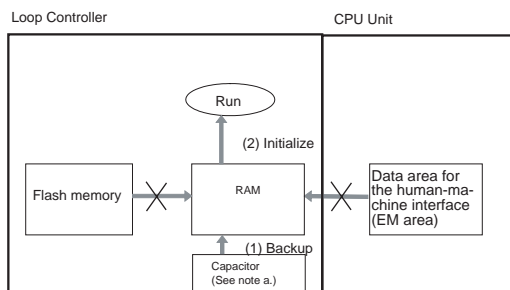 Loop Controller
CPU Unit
Run
(2) Initialize
Flash memory
RAM
Data area for
the human-ma-
chine interface
(EM area)
(1) Backup
Capacitor
(See note a.)